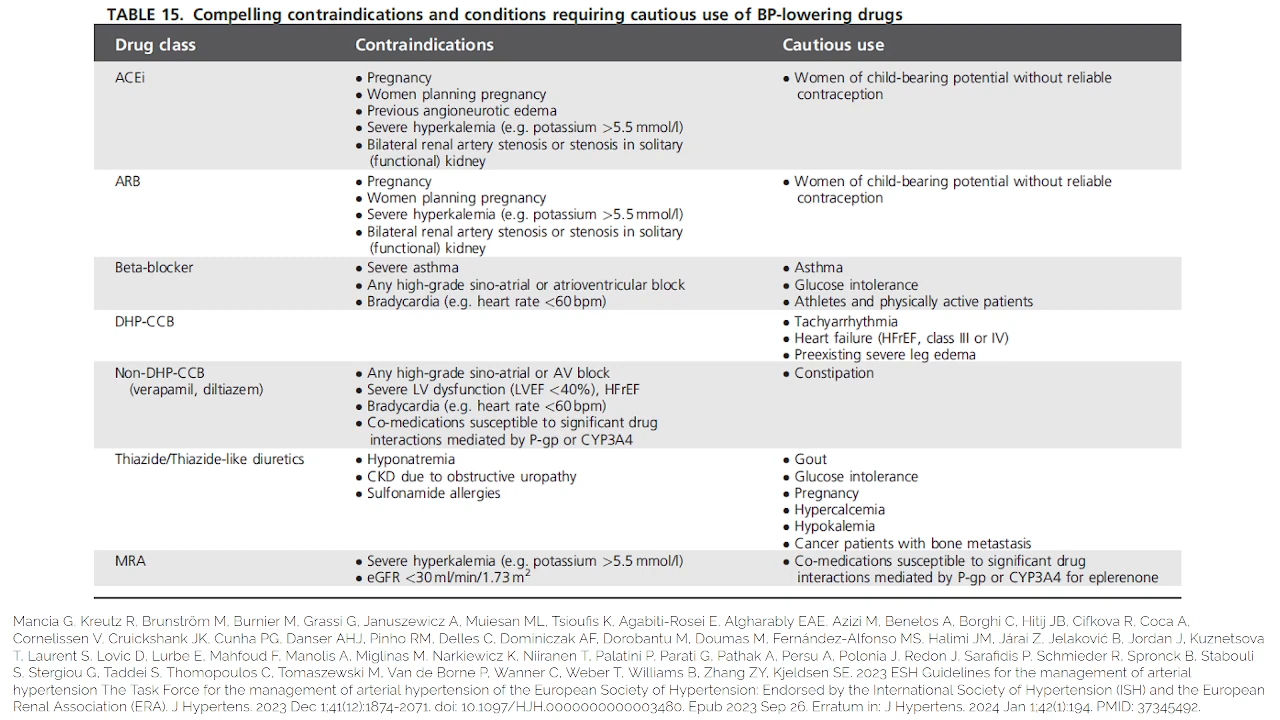 TABLE 15. Compelling contraindications and conditions requiring cautious use of BP-lowering drugs
Drug class Contraindications Cautious use
ACEi
● Pregnancy
● Women planning pregnancy
● Previous angioneurotic edema
● Severe hyperkalemia (e.g. potassium >5.5 mmol/l)
● Bilateral renal artery stenosis or stenosis in solitary
(functional) kidney
● Women of child-bearing potential without reliable
contraception
ARB
● Pregnancy
● Women planning pregnancy
● Severe hyperkalemia (e.g. potassium >5.5 mmol/l)
● Bilateral renal artery stenosis or stenosis in solitary
(functional) kidney
● Women of child-bearing potential without reliable
contraception
Beta-blocker
● Severe asthma
● Any high-grade sino-atrial or atrioventricular block
● Bradycardia (e.g. heart rate <60 bpm)
● Asthma
● Glucose intolerance
● Athletes and physically active patients
DHP-CCB
● Tachyarrhythmia
● Heart failure (HFrEF, class III or IV)
● Preexisting severe leg edema
Non-DHP-CCB
(verapamil, diltiazem)
● Any high-grade sino-atrial or AV block
● Severe LV dysfunction (LVEF <40%), HFrEF
● Bradycardia (e.g. heart rate <60 bpm)
● Co-medications susceptible to significant drug
interactions mediated by P-gp or CYP3A4
● Constipation
Thiazide/Thiazide-like diuretics
● Hyponatremia
● CKD due to obstructive uropathy
● Sulfonamide allergies
● Gout
● Glucose intolerance
● Pregnancy
● Hypercalcemia
● Hypokalemia
● Cancer patients with bone metastasis
MRA
● Severe hyperkalemia (e.g. potassium >5.5 mmol/l)
● eGFR <30 ml/min/1.73 m²
● Co-medications susceptible to significant drug
interactions mediated by P-gp or CYP3A4 for eplerenone
Mancia G, Kreutz R, Brunström M, Burnier M, Grassi G, Januszewicz A, Muiesan ML, Tsioufis K, Agabiti-Rosei E, Algharably EAE, Azizi M, Benetos A, Borghi C, Hitij JB, Cifkova R, Coca A,
Cornelissen V, Cruickshank JK, Cunha PG, Danser AHJ, Pinho RM, Delles C, Dominiczak AF, Dorobantu M, Doumas M, Fernández-Alfonso MS, Halimi JM, Járai Z, Jelaković B, Jordan J, Kuznetsova
T, Laurent S, Lovic D, Lurbe E, Mahfoud F, Manolis A, Miglinas M, Narkiewicz K, Niiranen T, Palatini P, Parati G, Pathak A, Persu A, Polonia J, Redon J, Sarafidis P, Schmieder R, Spronck B, Stabouli
S, Stergiou G, Taddei S, Thomopoulos C, Tomaszewski M, Van de Borne P, Wanner C, Weber T, Williams B, Zhang ZY, Kjeldsen SE. 2023 ESH Guidelines for the management of arterial
hypertension The Task Force for the management of arterial hypertension of the European Society of Hypertension: Endorsed by the International Society of Hypertension (ISH) and the European
Renal Association (ERA). J Hypertens. 2023 Dec 1;41(12):1874-2071. doi: 10.1097/HJH.0000000000003480. Epub 2023 Sep 26. Erratum in: J Hypertens. 2024 Jan 1;42(1):194. PMID: 37345492.